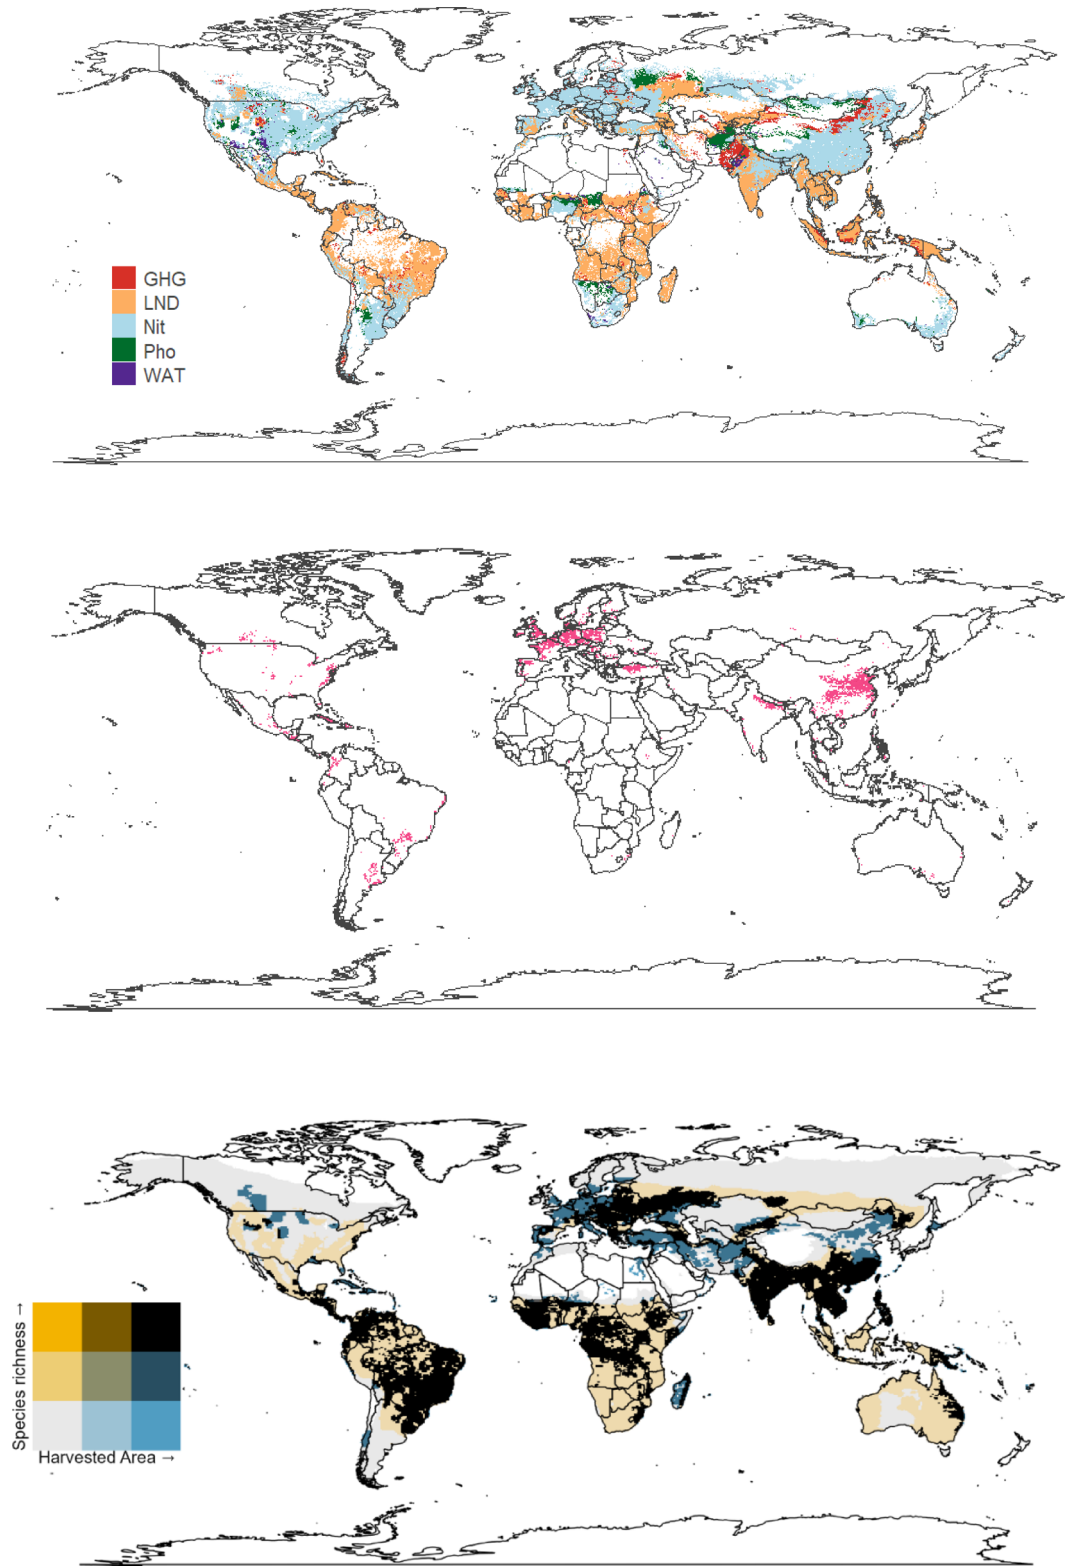 GHG
LND
Nit
Pho
WAT
Species richness →
Harvested Area →